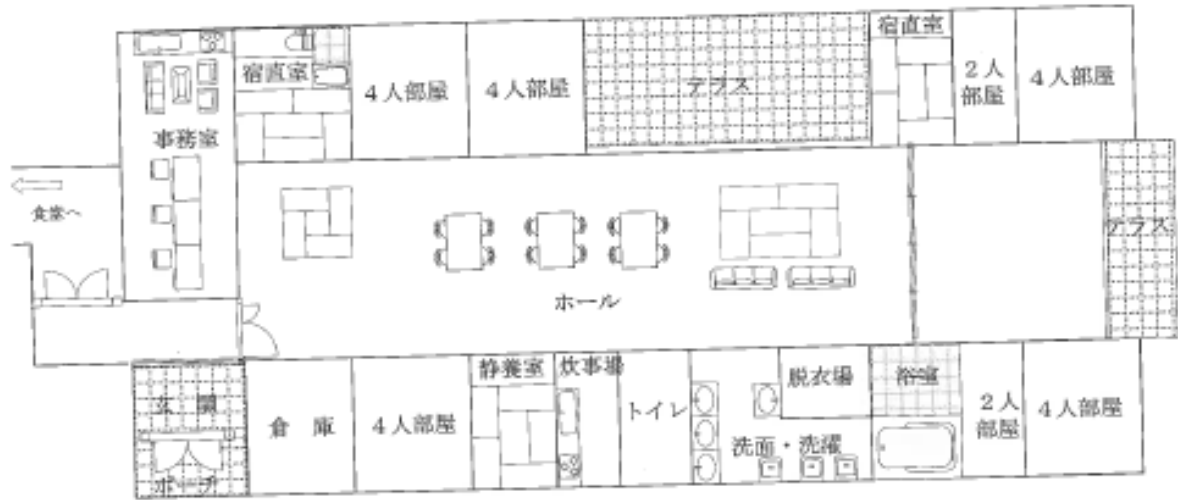 宿直室
4人部屋
4人部屋
テラス
宿直室
2人
部屋
4人部屋
事務室
食堂へ
テラス
ホール
玄関
ポーチ
倉庫
4人部屋
静養室
炊事場
トイレ
洗面・洗濯
脱衣場
浴室
2人
部屋
4人部屋